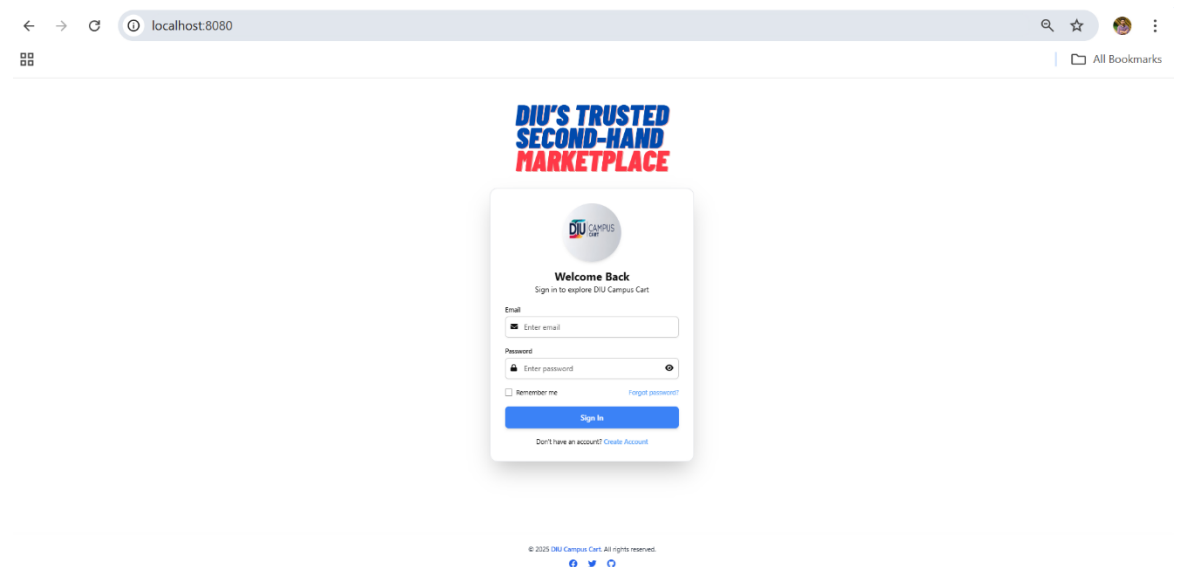 localhost:8080
All Bookmarks
DIU'S TRUSTED
SECOND-HAND
MARKETPLACE
DIU CAMPUS
CART
Welcome Back
Sign in to explore DIU Campus Cart
Email
Enter email
Password
Enter password
Remember me Forgot password?
Sign In
Don't have an account? Create Account
© 2025 DIU Campus Cart. All rights reserved.